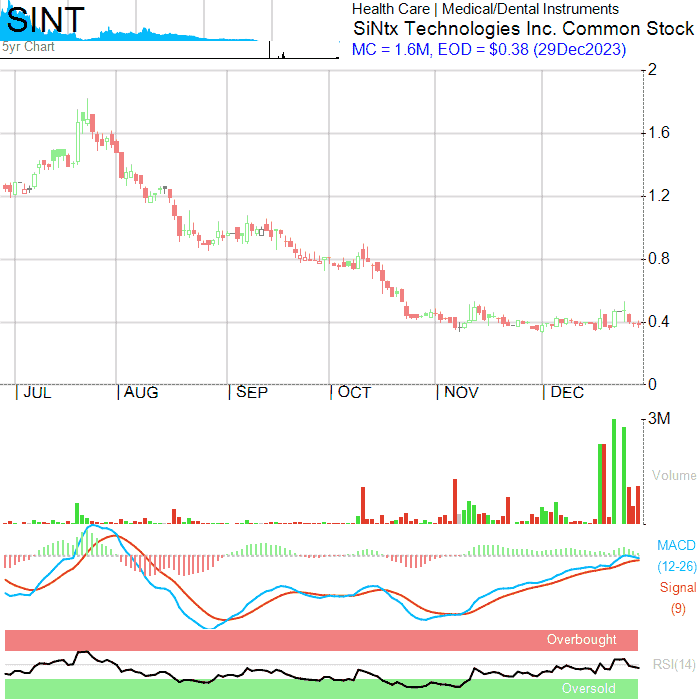 SINT
Health Care | Medical/Dental Instruments
SiNtx Technologies Inc. Common Stock
5yr Chart
MC = 1.6M, EOD = $0.38 (29Dec2023)
2
1.6
1.2
0.8
0.4
0
| JUL | AUG | SEP | OCT | NOV | DEC
3M
Volume
MACD
(12-26)
Signal
(9)
Overbought
RSI(14)
Oversold